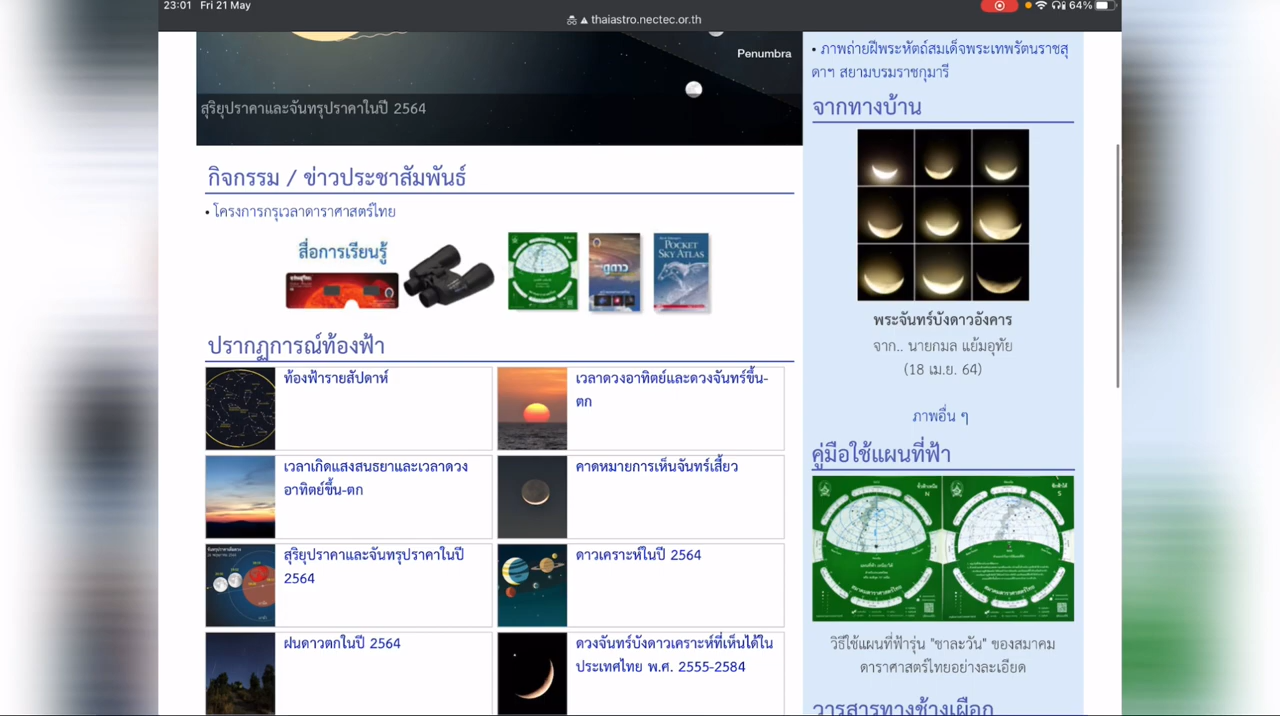 23:01 Fri 21 May
64%
thaiastro.nectec.or.th
Penumbra
สุริยุปราคาและจันทรุปราคาในปี 2564
กิจกรรม / ข่าวประชาสัมพันธ์
• โครงการกรุเวลาดาราศาสตร์ไทย
สื่อการเรียนรู้
ดูดาว
POCKET
SKY ATLAS
ปรากฏการณ์ท้องฟ้า
ท้องฟ้ารายสัปดาห์
เวลาดวงอาทิตย์และดวงจันทร์ขึ้น-
ตก
เวลาเกิดแสงสนธยาและเวลาดวง
อาทิตย์ขึ้น-ตก
คาดหมายการเห็นจันทร์เสี้ยว
สุริยุปราคาและจันทรุปราคาในปี
2564
ดาวเคราะห์ในปี 2564
ฝนดาวตกในปี 2564
ดวงจันทร์บังดาวเคราะห์ที่เห็นได้ใน
ประเทศไทย พ.ศ. 2555-2584
• ภาพถ่ายฝีพระหัตถ์สมเด็จพระเทพรัตนราชสุ
ดาฯ สยามบรมราชกุมารี
จากทางบ้าน
พระจันทร์บังดาวอังคาร
จาก.. นายกมล แย้มอุทัย
(18 เม.ย. 64)
ภาพอื่น ๆ
คู่มือใช้แผนที่ฟ้า
N
S
วิธีใช้แผนที่ฟ้ารุ่น "ชาละวัน" ของสมาคม
ดาราศาสตร์ไทยอย่างละเอียด
วารสารทางช้างเผือก